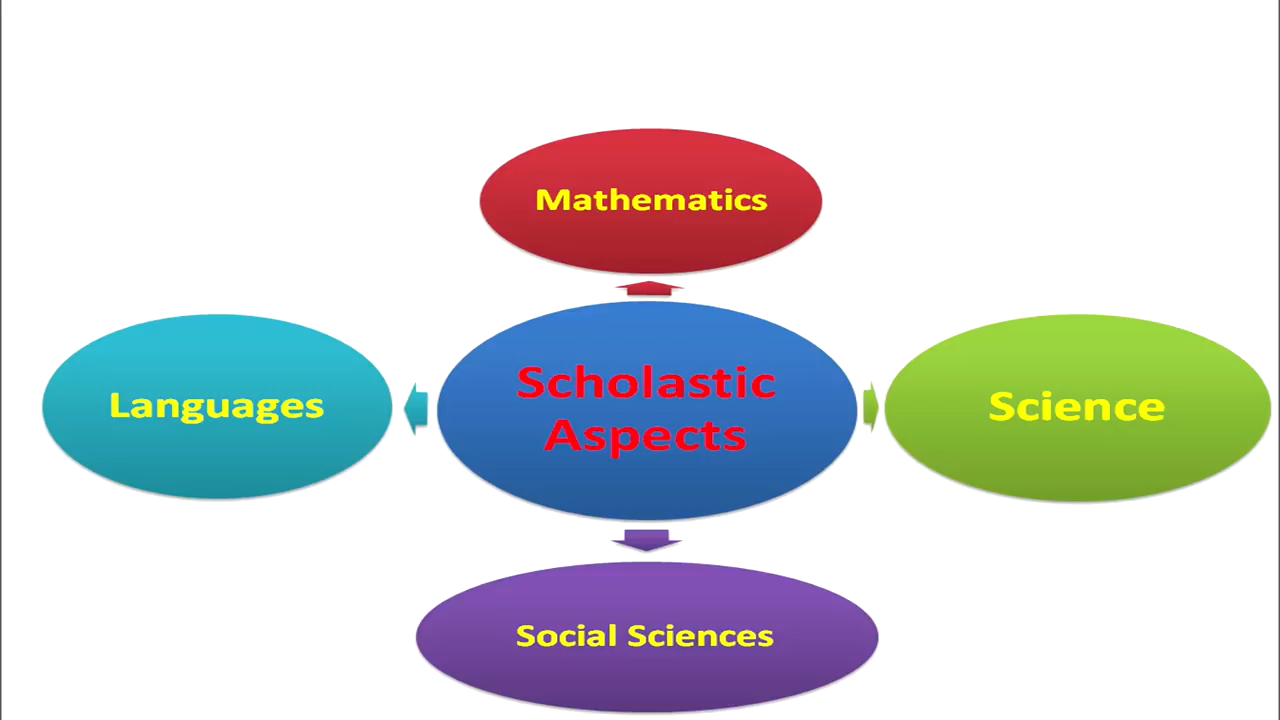 Mathematics
Languages
Scholastic
Aspects
Science
Social Sciences